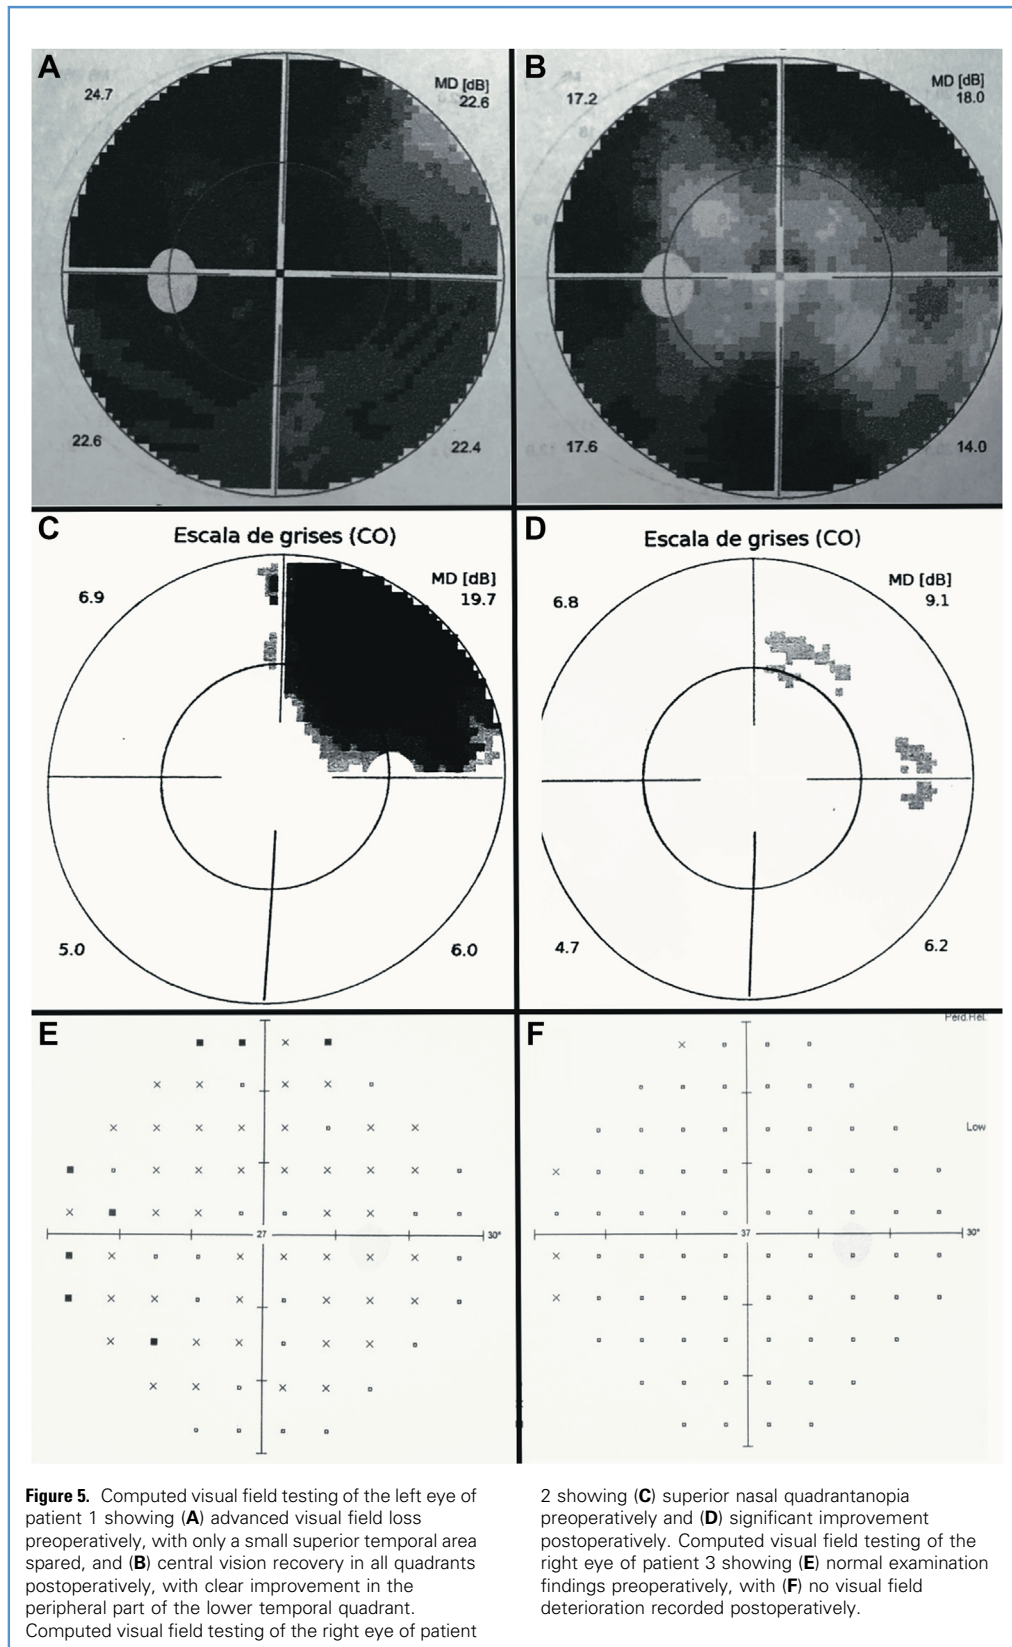 A
24.7
MD [dB]
22.6
22.6
22.4
B
17.2
MD [dB]
18.0
17.6
14.0
C
Escala de grises (CO)
6.9
MD [dB]
19.7
5.0
6.0
D
Escala de grises (CO)
6.8
MD [dB]
9.1
4.7
6.2
E
27
30°
F
Low
37
30°
Figure 5. Computed visual field testing of the left eye of
patient 1 showing (A) advanced visual field loss
preoperatively, with only a small superior temporal area
spared, and (B) central vision recovery in all quadrants
postoperatively, with clear improvement in the
peripheral part of the lower temporal quadrant.
Computed visual field testing of the right eye of patient
2 showing (C) superior nasal quadrantanopia
preoperatively and (D) significant improvement
postoperatively. Computed visual field testing of the
right eye of patient 3 showing (E) normal examination
findings preoperatively, with (F) no visual field
deterioration recorded postoperatively.